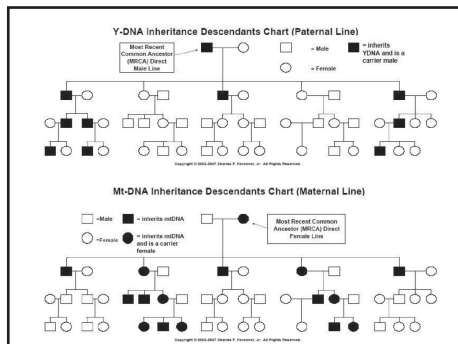 Y-DNA Inheritance Descendants Chart (Paternal Line)
Most Recent
Common Ancestor
(MRCA) Direct
Male Line
= Male
= Female
= inherits
YDNA and is a
carrier male
Mt-DNA Inheritance Descendants Chart (Maternal Line)
=Male
= inherits mtDNA
=Female
= inherits mtDNA
and is a carrier
female
Most Recent Common
Ancestor (MRCA) Direct
Female Line